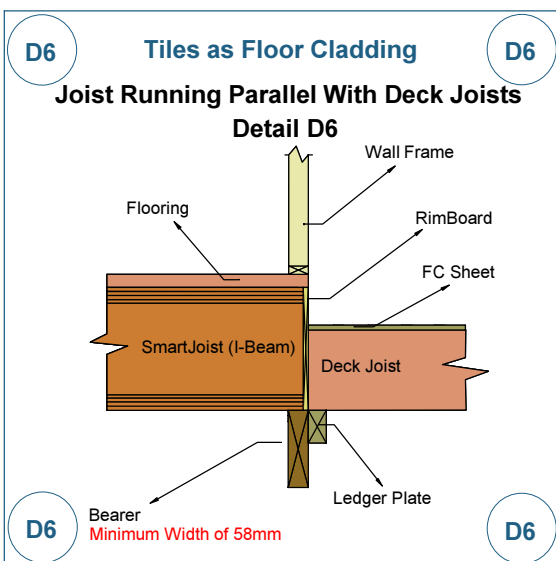 D6
Tiles as Floor Cladding
D6
Joist Running Parallel With Deck Joists
Detail D6
Wall Frame
Flooring
RimBoard
FC Sheet
SmartJoist (I-Beam)
Deck Joist
Ledger Plate
Bearer
Minimum Width of 58mm
D6
D6